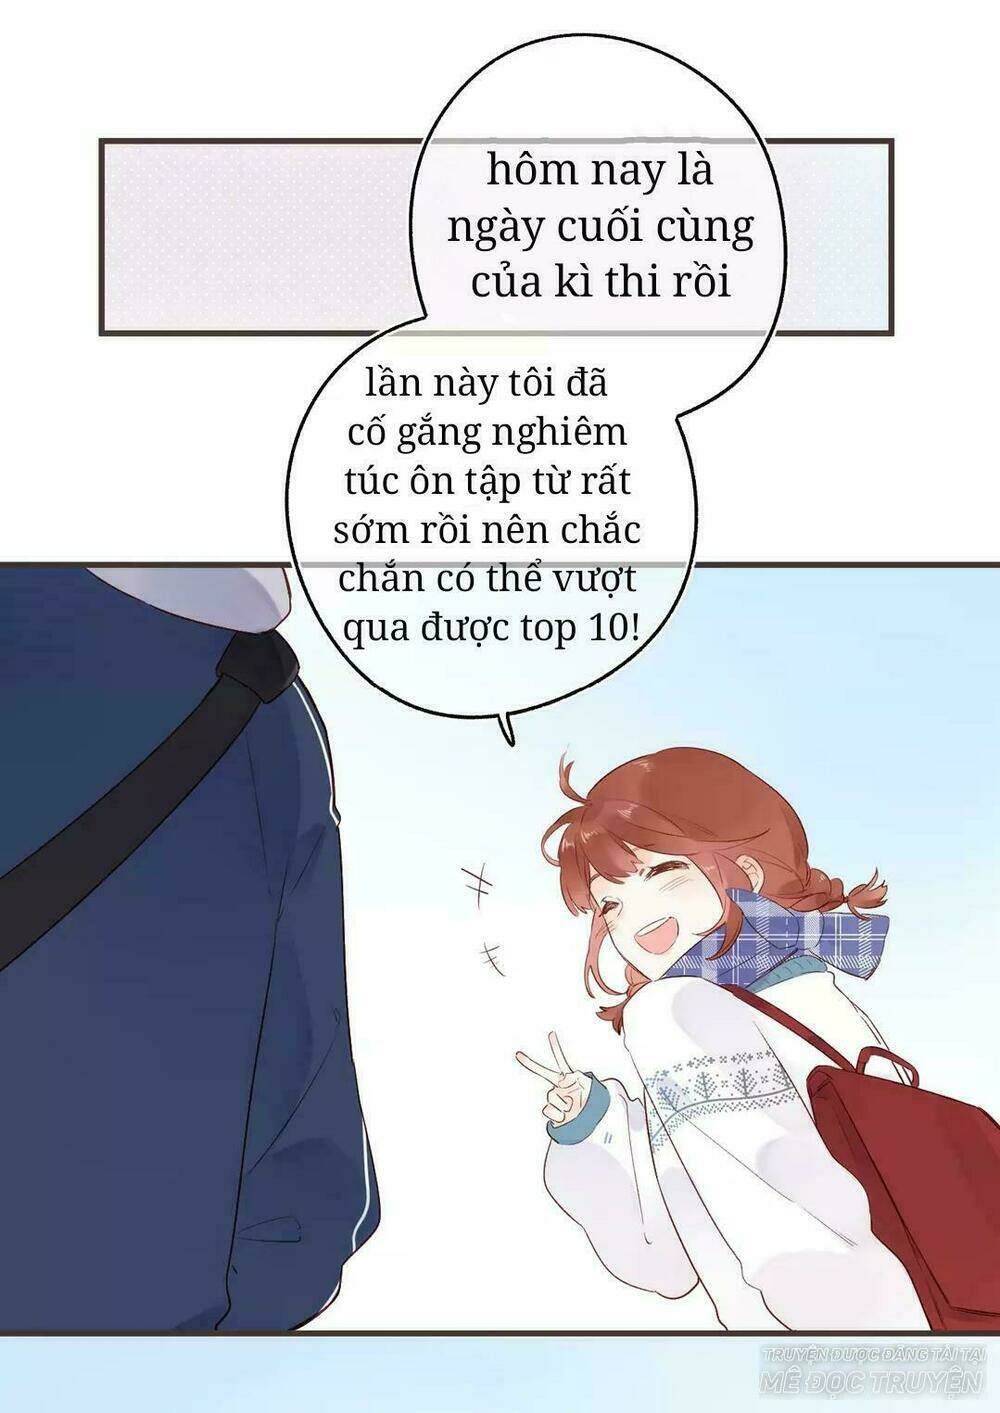 hôm nay là
ngày cuối cùng
của kì thi rồi
lần này tôi đã
cố gắng nghiêm
túc ôn tập từ rất
sớm rồi nên chắc
chắn có thể vượt
qua được top 10!
TRUYỆN ĐƯỢC ĐĂNG TẢI TẠI
MÊ ĐỌC TRUYỆN